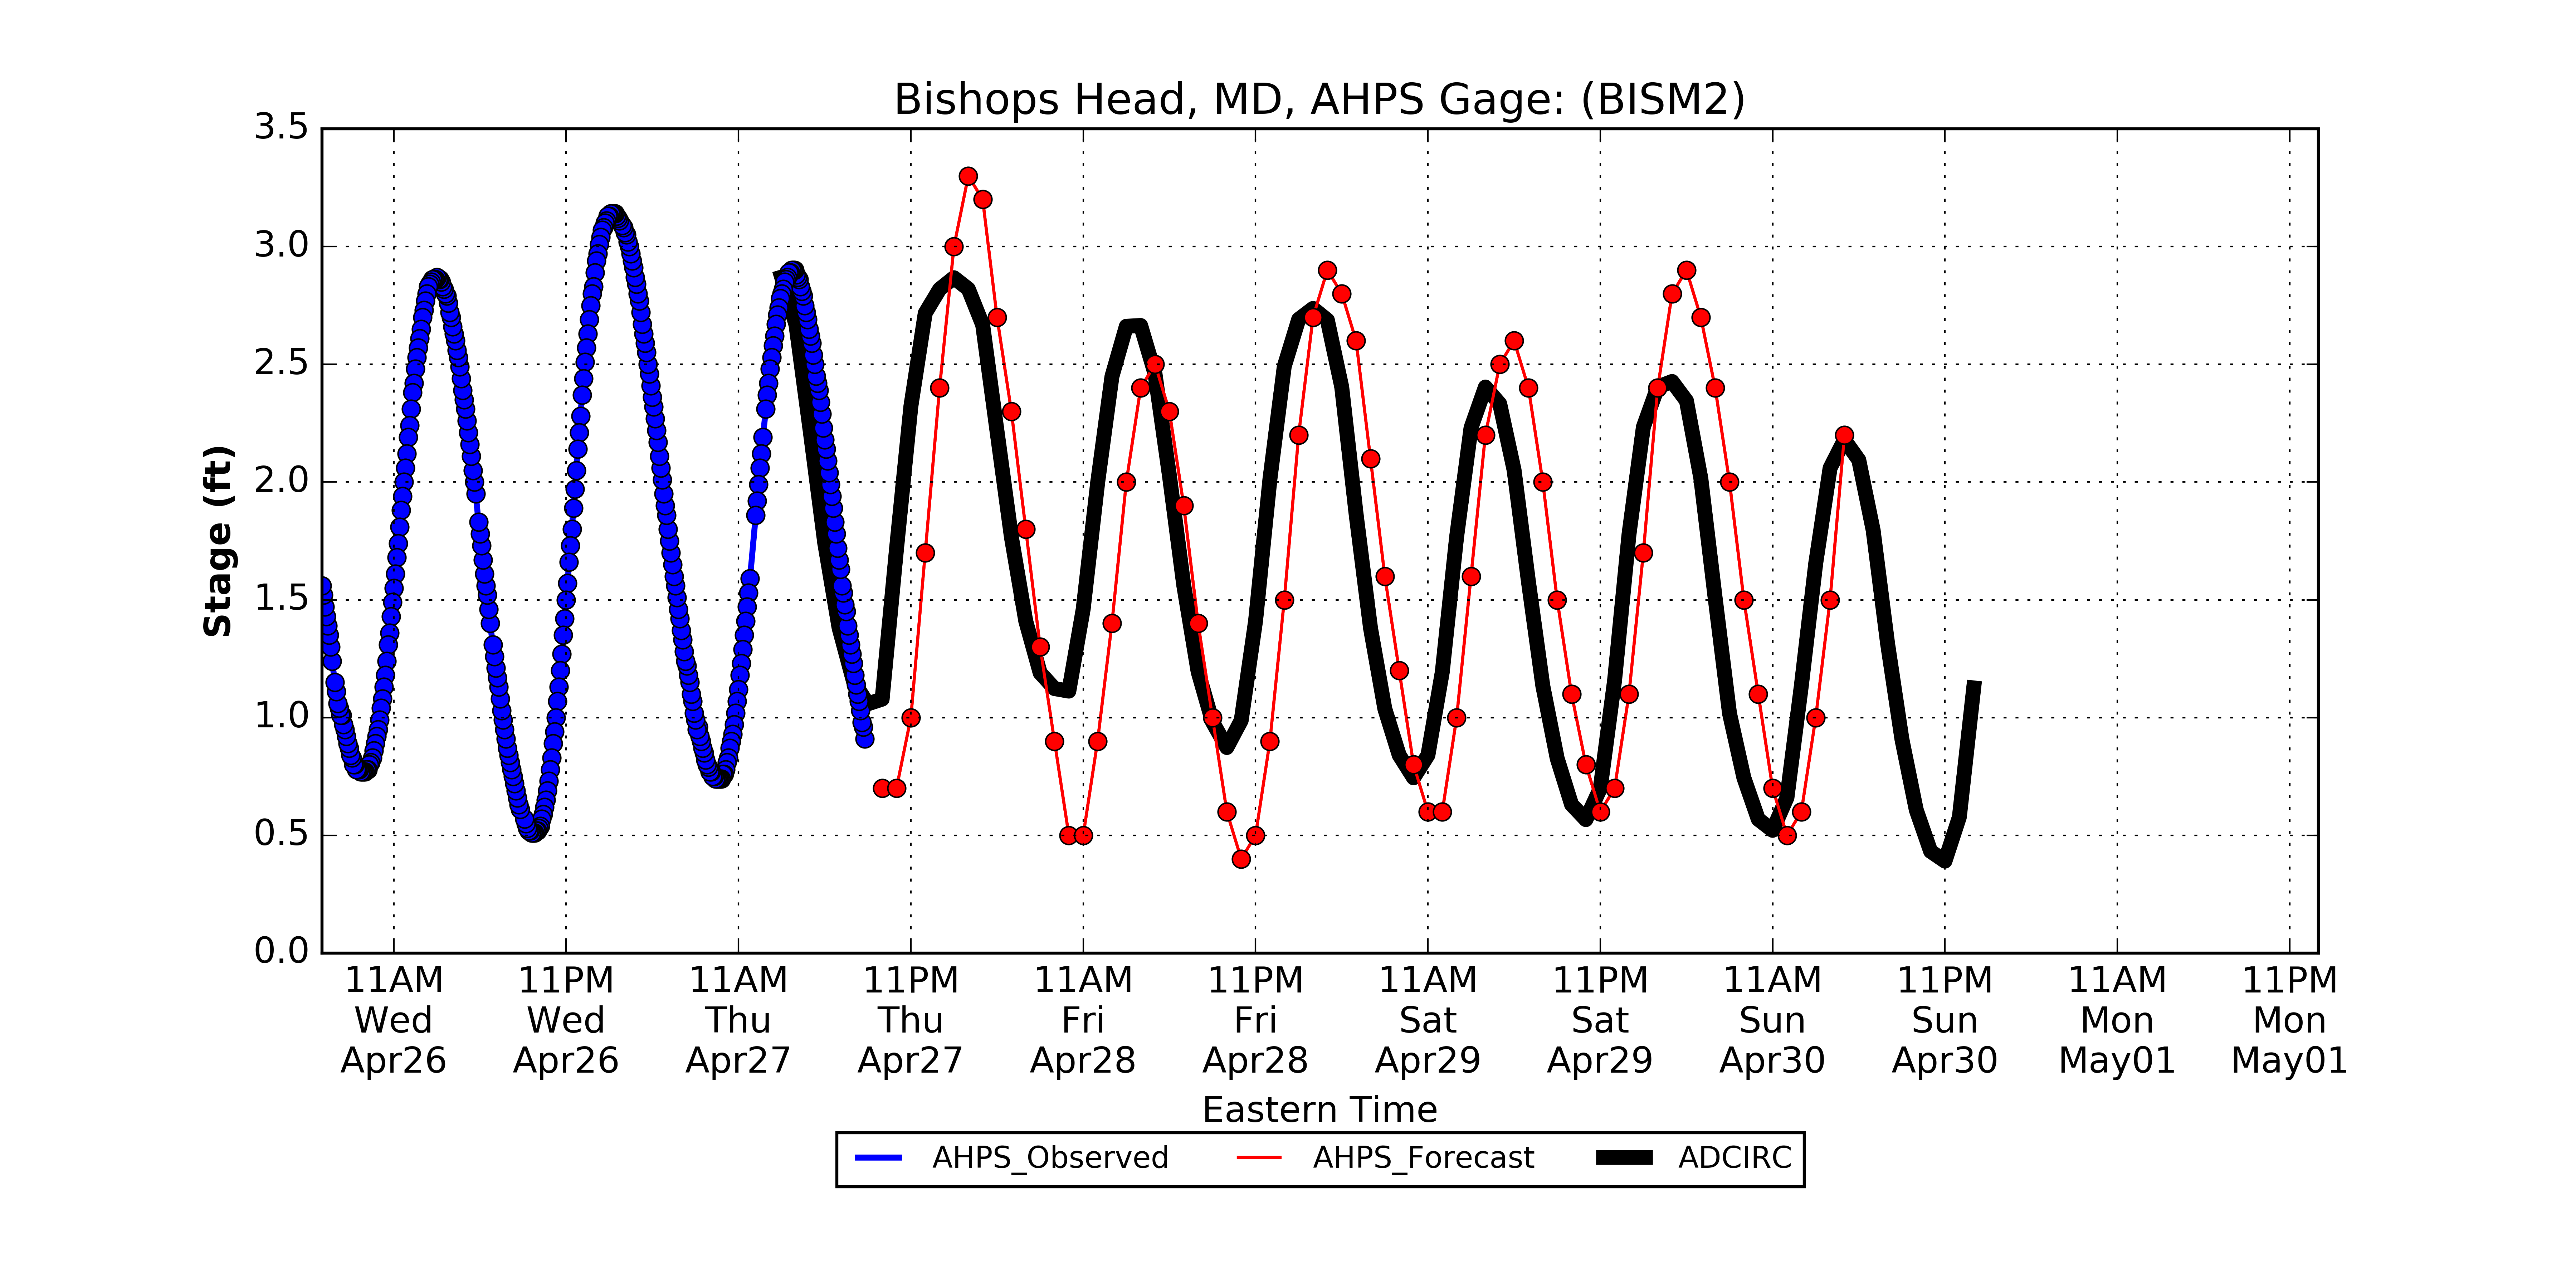 Bishops Head, MD, AHPS Gage: (BISM2)
3.5
3.0
2.5
2.0
1.5
1.0
0.5
0.0
Stage (ft)
11AM 11PM 11AM 11PM 11AM 11PM 11AM 11PM 11AM 11PM 11AM 11PM
Wed Wed Thu Thu Fri Fri Sat Sat Sun Sun Mon Mon
Apr26 Apr26 Apr27 Apr27 Apr28 Apr28 Apr29 Apr29 Apr30 Apr30 May01 May01
Eastern Time
AHPS_Observed AHPS_Forecast ADCIRC